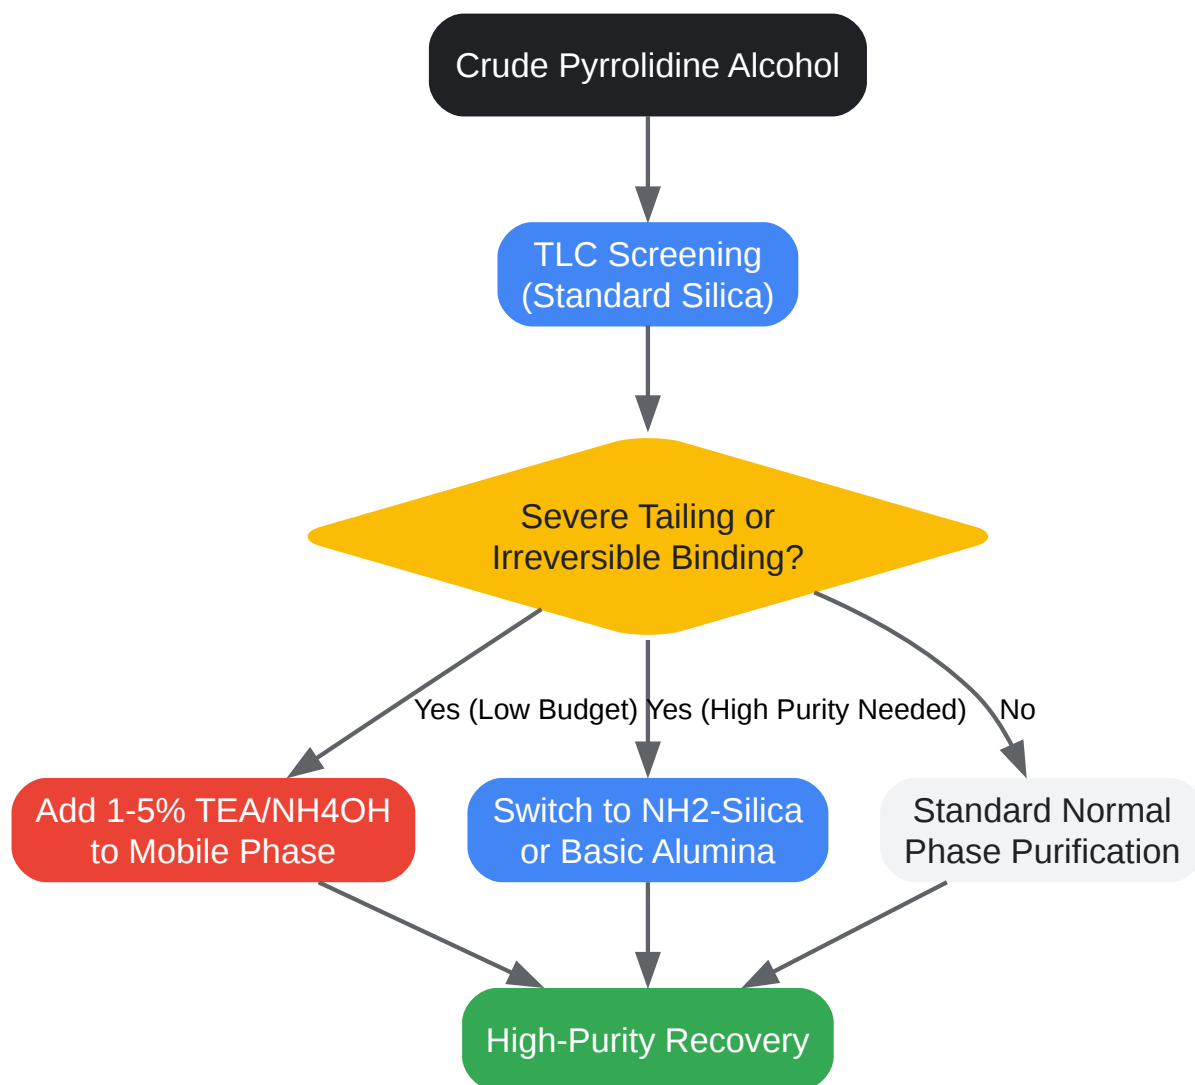 Crude Pyrrolidine Alcohol
TLC Screening
(Standard Silica)
Severe Tailing or
Irreversible Binding?
Yes (Low Budget)
Yes (High Purity Needed)
No
Add 1-5% TEA/NH4OH
to Mobile Phase
Switch to NH2-Silica
or Basic Alumina
Standard Normal
Phase Purification
High-Purity Recovery